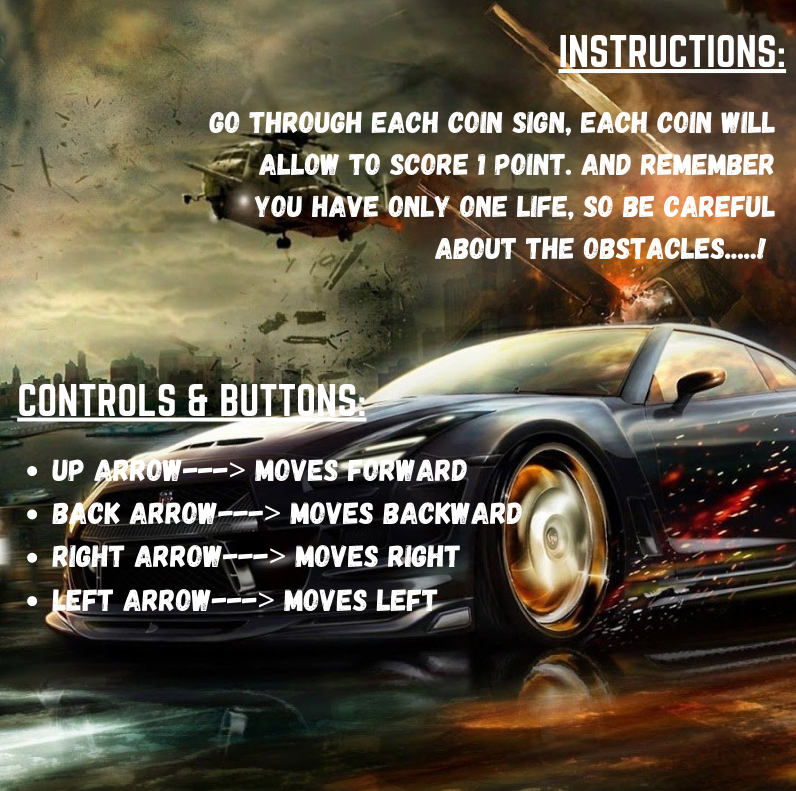 INSTRUCTIONS:
GO THROUGH EACH COIN SIGN, EACH COIN WILL
ALLOW TO SCORE 1 POINT. AND REMEMBER
YOU HAVE ONLY ONE LIFE, SO BE CAREFUL
ABOUT THE OBSTACLES.....!
CONTROLS & BUTTONS:
• UP ARROW---> MOVES FORWARD
• BACK ARROW---> MOVES BACKWARD
• RIGHT ARROW---> MOVES RIGHT
• LEFT ARROW---> MOVES LEFT